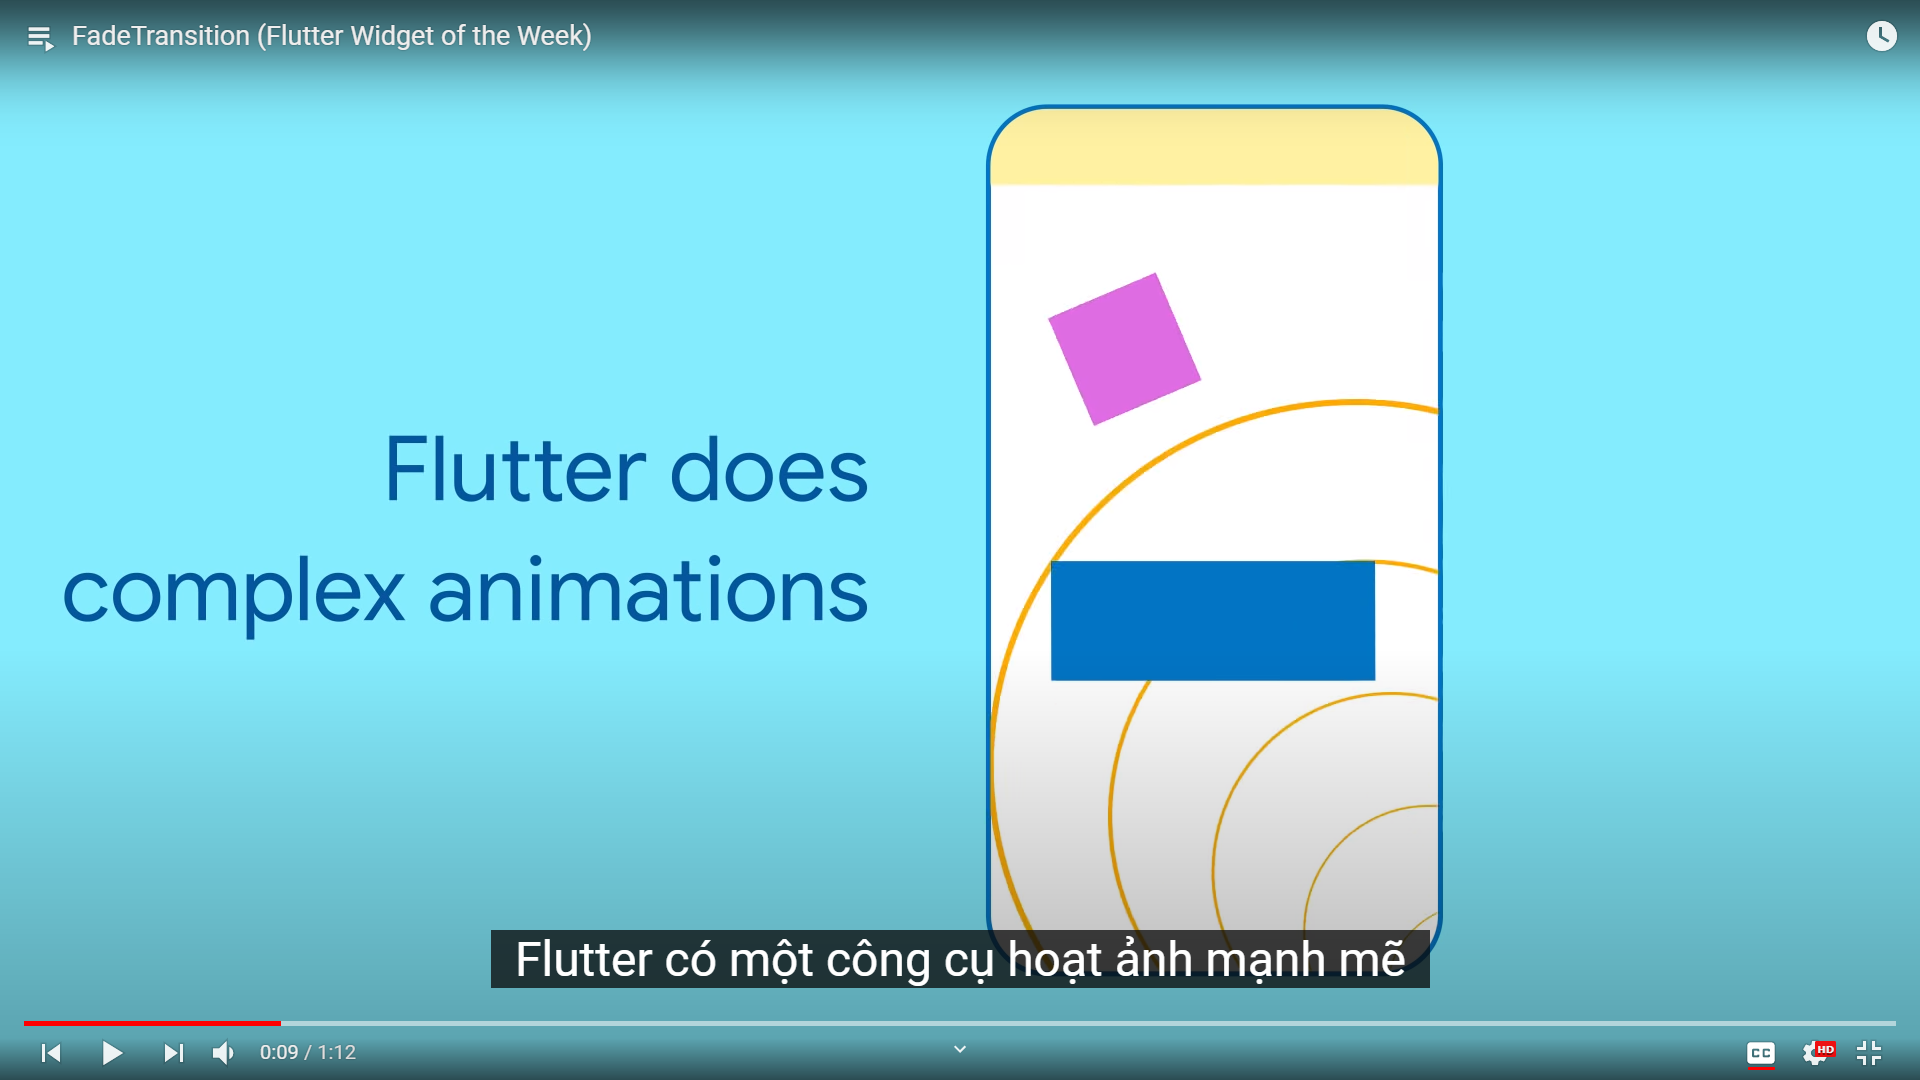 FadeTransition (Flutter Widget of the Week)
Flutter does
complex animations
Flutter có một công cụ hoạt ảnh mạnh mẽ
0:09 / 1:12
CC
HD